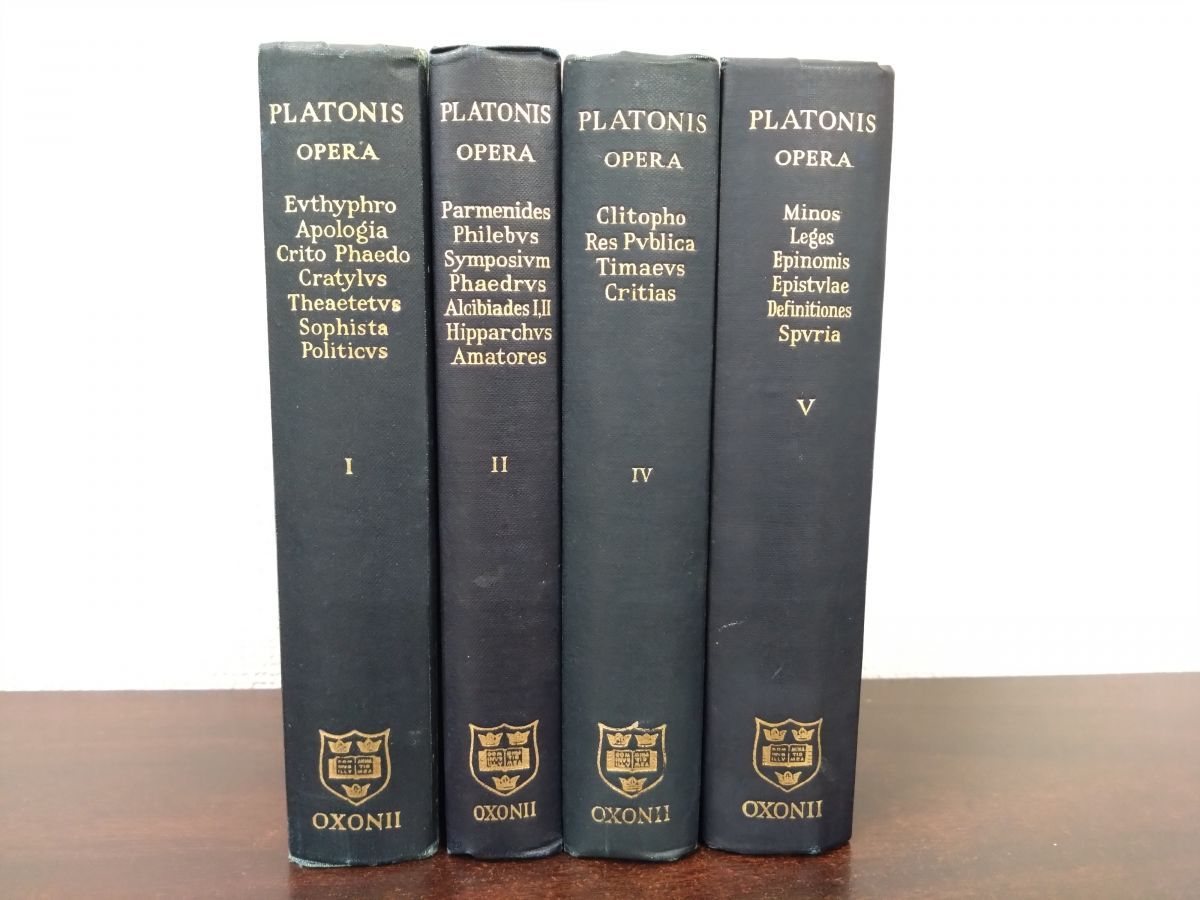 PLATONIS
OPERA
Evthyphro
Apologia
Crito Phaedo
Cratylvs
Theaetetvs
Sophista
Politicvs
I
OXONII
PLATONIS
OPERA
Parmenides
Philebvs
Symposivm
Phaedrvs
Alcibiades I,II
Hipparchvs
Amatores
II
OXONII
PLATONIS
OPERA
Clitopho
Res Pvblica
Timaevs
Critias
IV
OXONII
PLATONIS
OPERA
Minos
Leges
Epinomis
Epistvlae
Definitiones
Spvria
V
OXONII